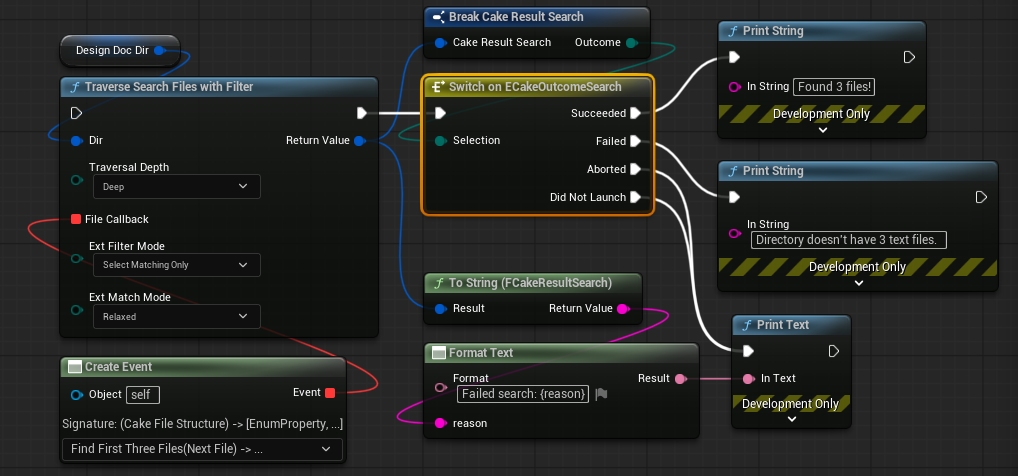 Design Doc Dir
Traverse Search Files with Filter
Dir
Return Value
Traversal Depth
Deep
File Callback
Ext Filter Mode
Select Matching Only
Ext Match Mode
Relaxed
Create Event
Object self
Event
Signature: (Cake File Structure) -> [EnumProperty, ...]
Find First Three Files(Next File) -> ...
Break Cake Result Search
Cake Result Search
Outcome
Switch on ECakeOutcomeSearch
Succeeded
Selection
Failed
Aborted
Did Not Launch
To String (FCakeResultSearch)
Result
Return Value
Format Text
Format
Failed search: {reason}
Result
reason
Print String
In String Found 3 files!
Development Only
Print String
In String
Directory doesn't have 3 text files.
Development Only
Print Text
In Text
Development Only